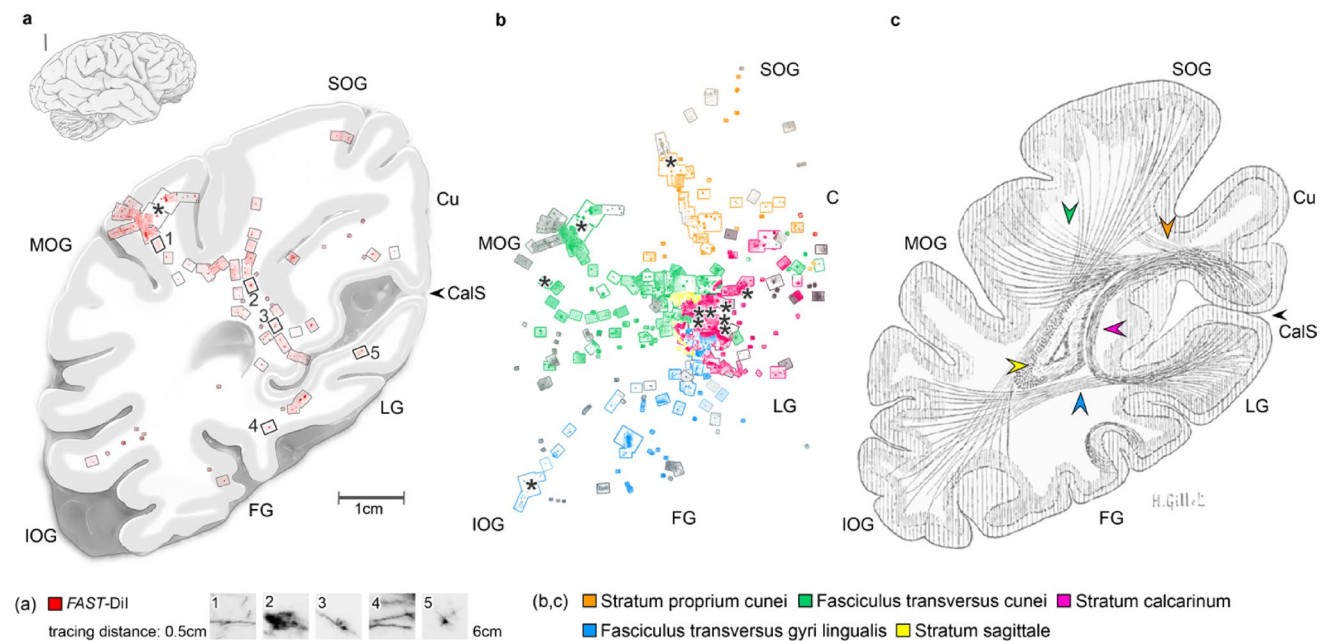 a
SOG
Cu
MOG
*
1
2
CalS
3
5
LG
4
1cm
FG
IOG
b
SOG
*
C
MOG
*
*
*
*
*
*
*
*
*
LG
*
FG
IOG
c
SOG
Cu
MOG
CalS
LG
H.Gillet
FG
IOG
(a) FAST-DiI
tracing distance: 0.5cm 1 2 3 4 5 6cm
(b,c) Stratum proprium cunei Fasciculus transversus cunei Stratum calcarinum
Fasciculus transversus gyri lingualis Stratum sagittale